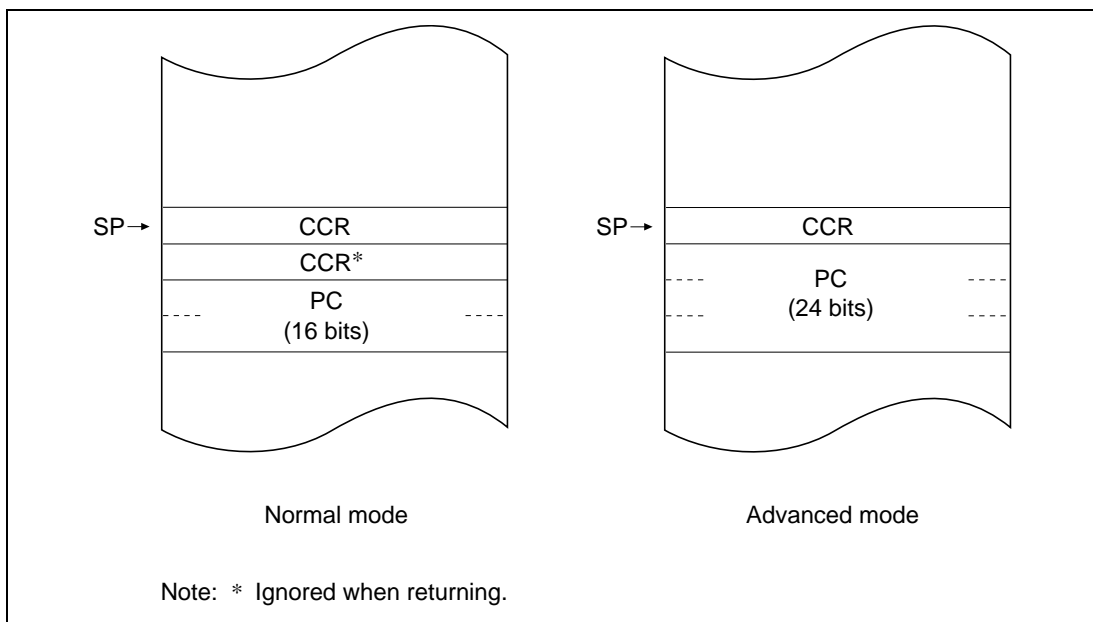 SP→ CCR
CCR*
PC
(16 bits)
Normal mode
SP→ CCR
PC
(24 bits)
Advanced mode
Note: * Ignored when returning.